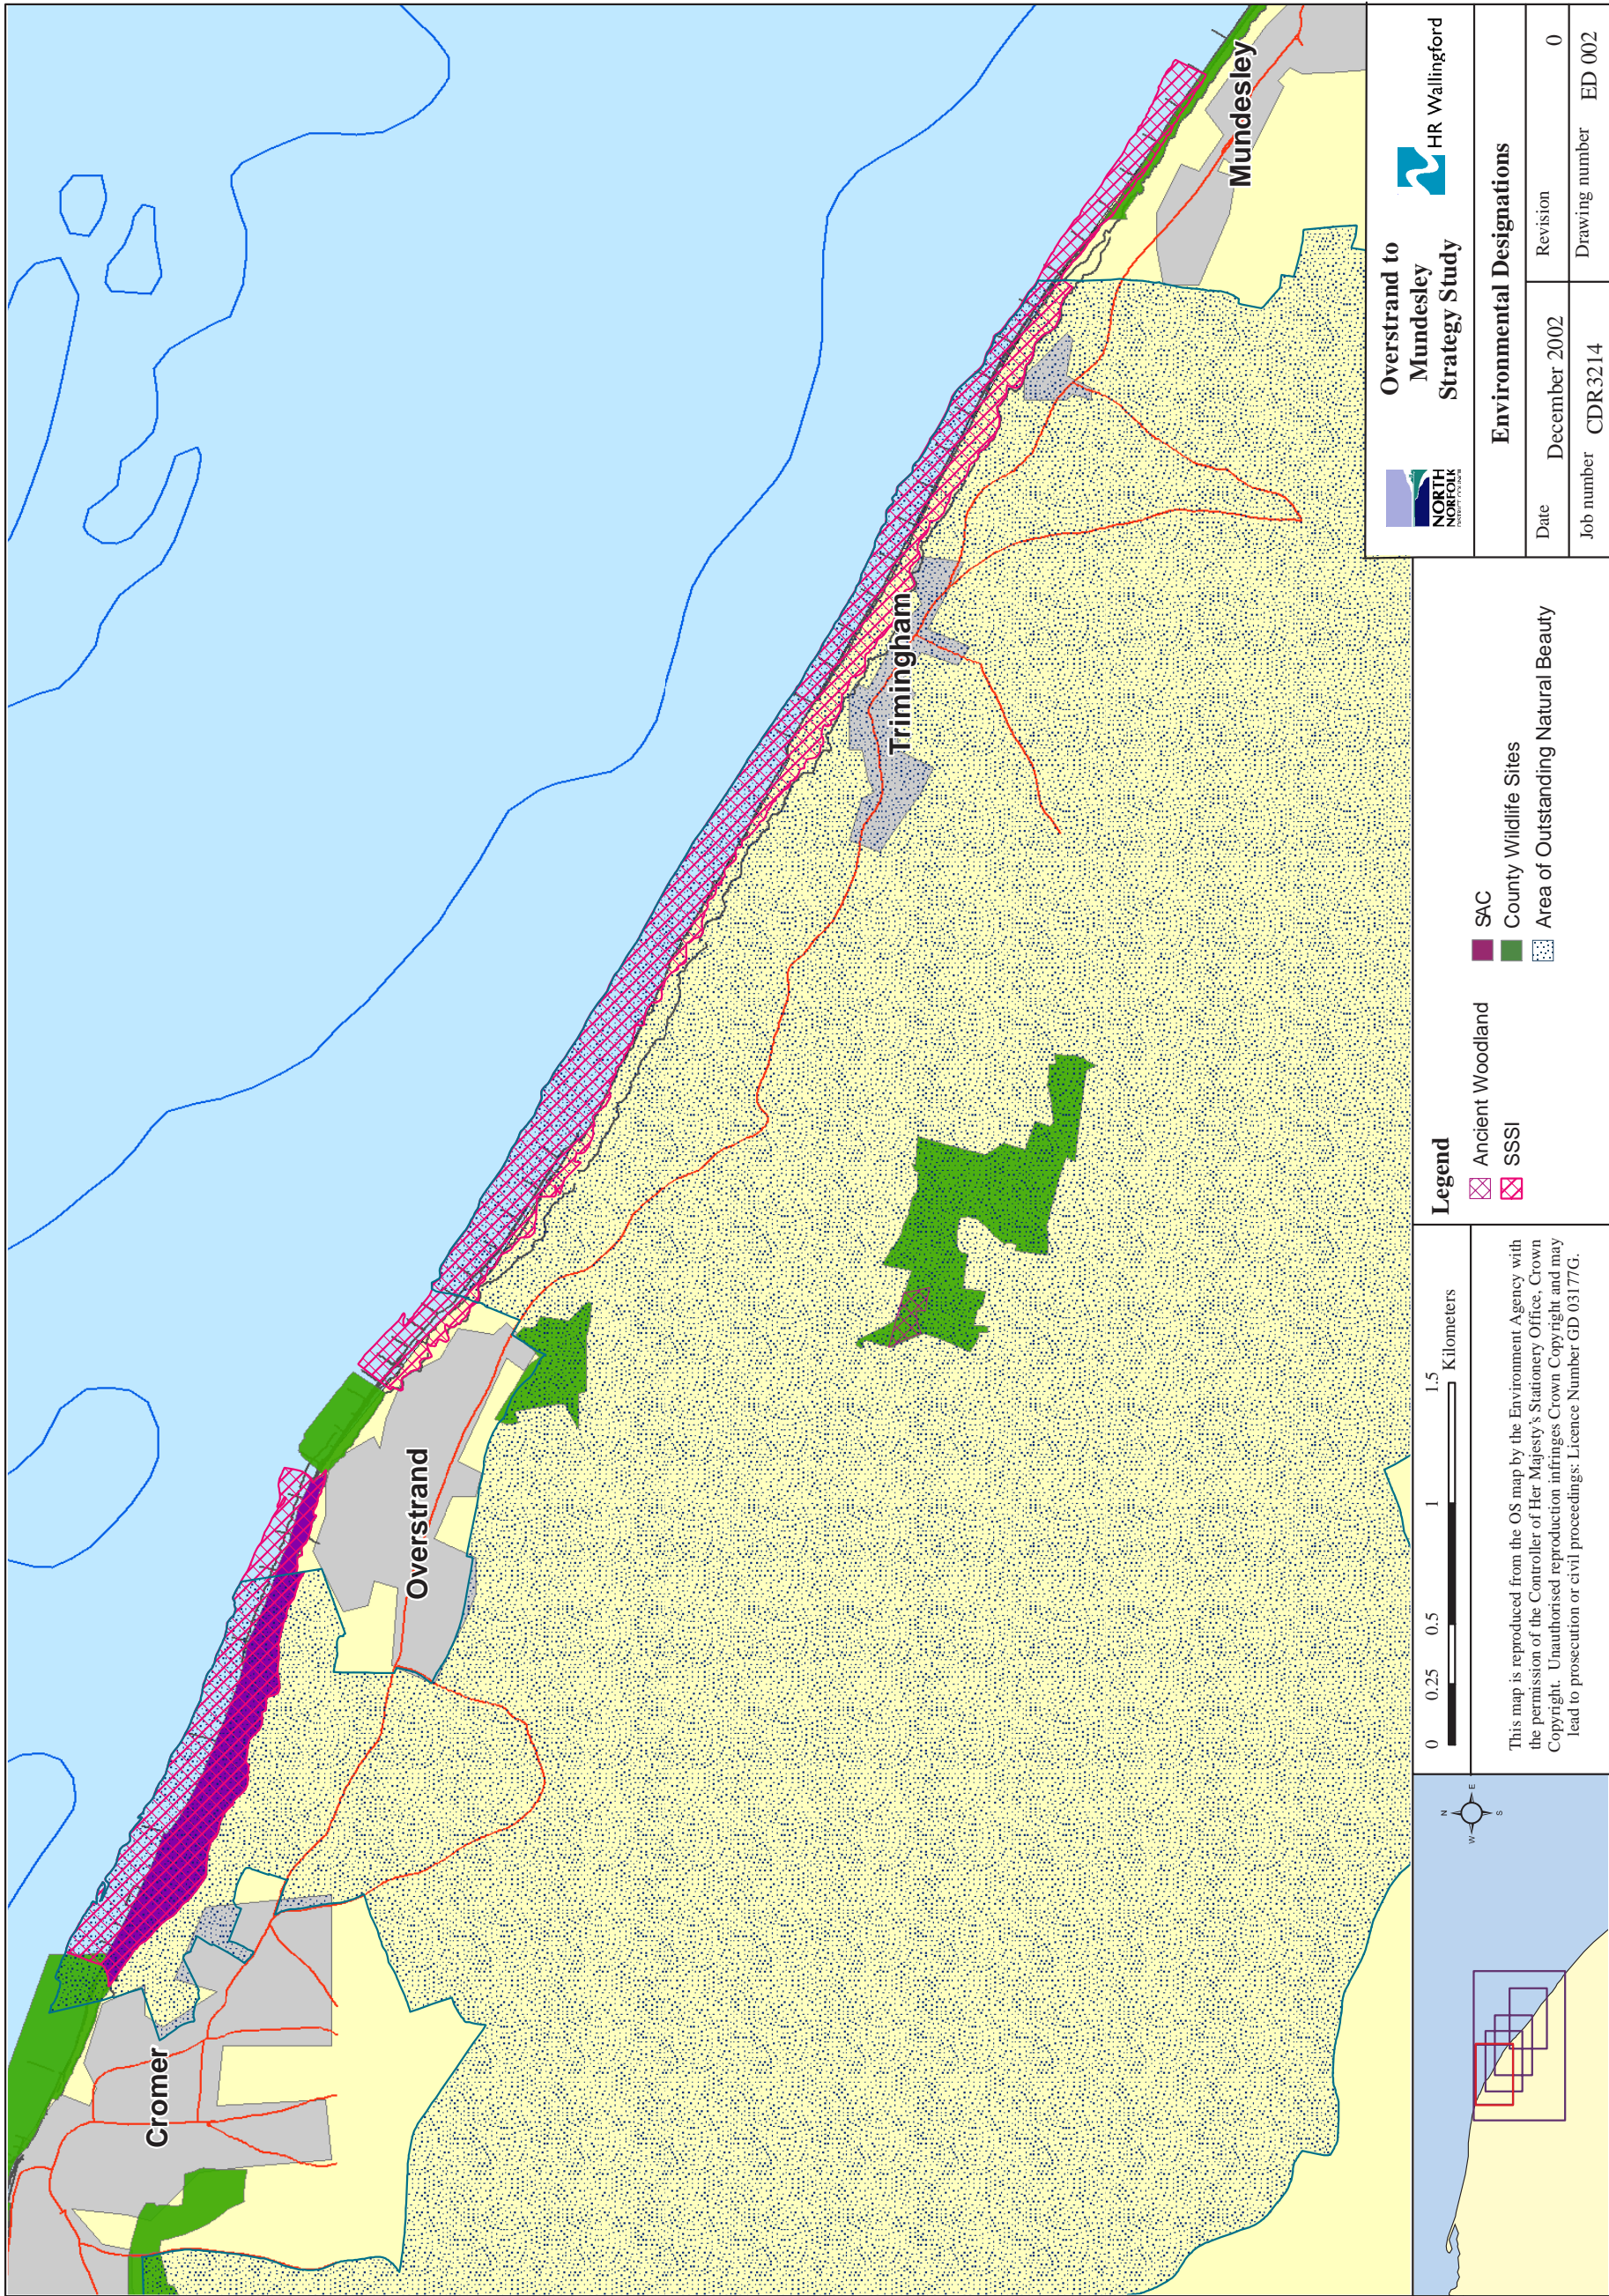 Cromer
Overstrand
Trimingham
Mundesley
N
W
E
S
0 0.25 0.5 1 1.5
Kilometers
This map is reproduced from the OS map by the Environment Agency with
the permission of the Controller of Her Majesty's Stationery Office, Crown
Copyright. Unauthorised reproduction infringes Crown Copyright and may
lead to prosecution or civil proceedings: Licence Number GD 03177G.
Legend
Ancient Woodland
SSSI
SAC
County Wildlife Sites
Area of Outstanding Natural Beauty
NORTH
NORFOLK
DISTRICT COUNCIL
Overstrand to
Mundesley
Strategy Study
HR Wallingford
Environmental Designations
Date December 2002
Revision 0
Job number CDR3214
Drawing number ED 002